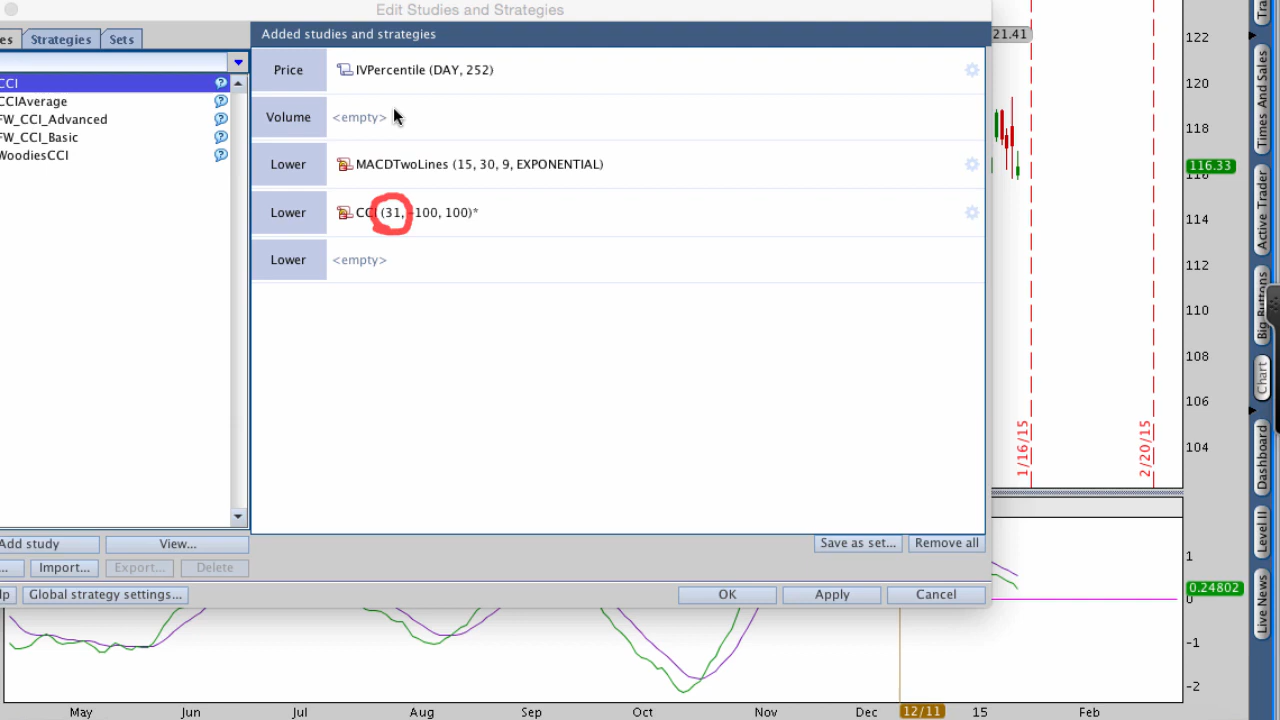 Edit Studies and Strategies
es
Strategies
Sets
CCI
CCIAverage
FW_CCI_Advanced
FW_CCI_Basic
WoodiesCCI
Add study
View...
...
Import...
Export...
Delete
lp
Global strategy settings...
Added studies and strategies
Price
IVPercentile (DAY, 252)
Volume
<empty>
Lower
MACDTwoLines (15, 30, 9, EXPONENTIAL)
Lower
CCI (31, -100, 100)*
Lower
<empty>
Save as set...
Remove all
OK
Apply
Cancel
21.41
122
120
118
116.33
116
114
112
110
108
106
104
1/16/15
2/20/15
1
0.24802
0
-1
-2
May
Jun
Jul
Aug
Sep
Oct
Nov
Dec
12/11
15
Feb
Tra
Times And Sales
Active Trader
Big Buttons
Chart
Dashboard
Level II
Live News